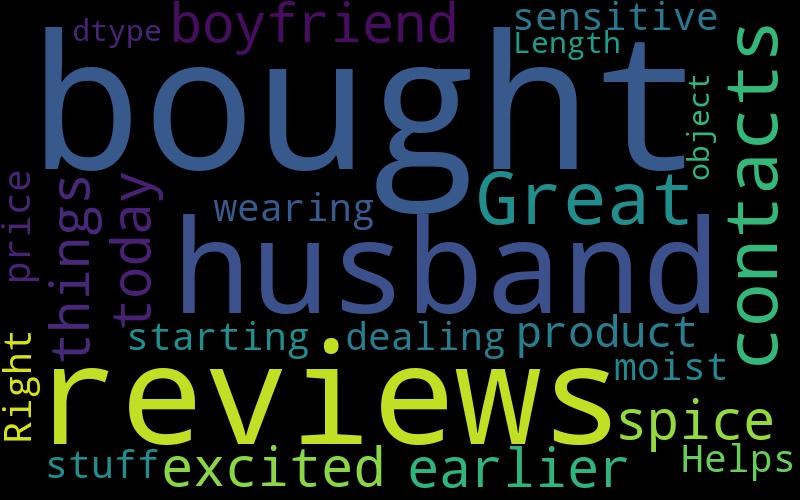 dtype
boyfriend
sensitive
Length
bought
object
contacts
price
things
today
wearing
Great
husband
starting
dealing
product
moist
Right
reviews
spice
stuff
excited
earlier
Helps